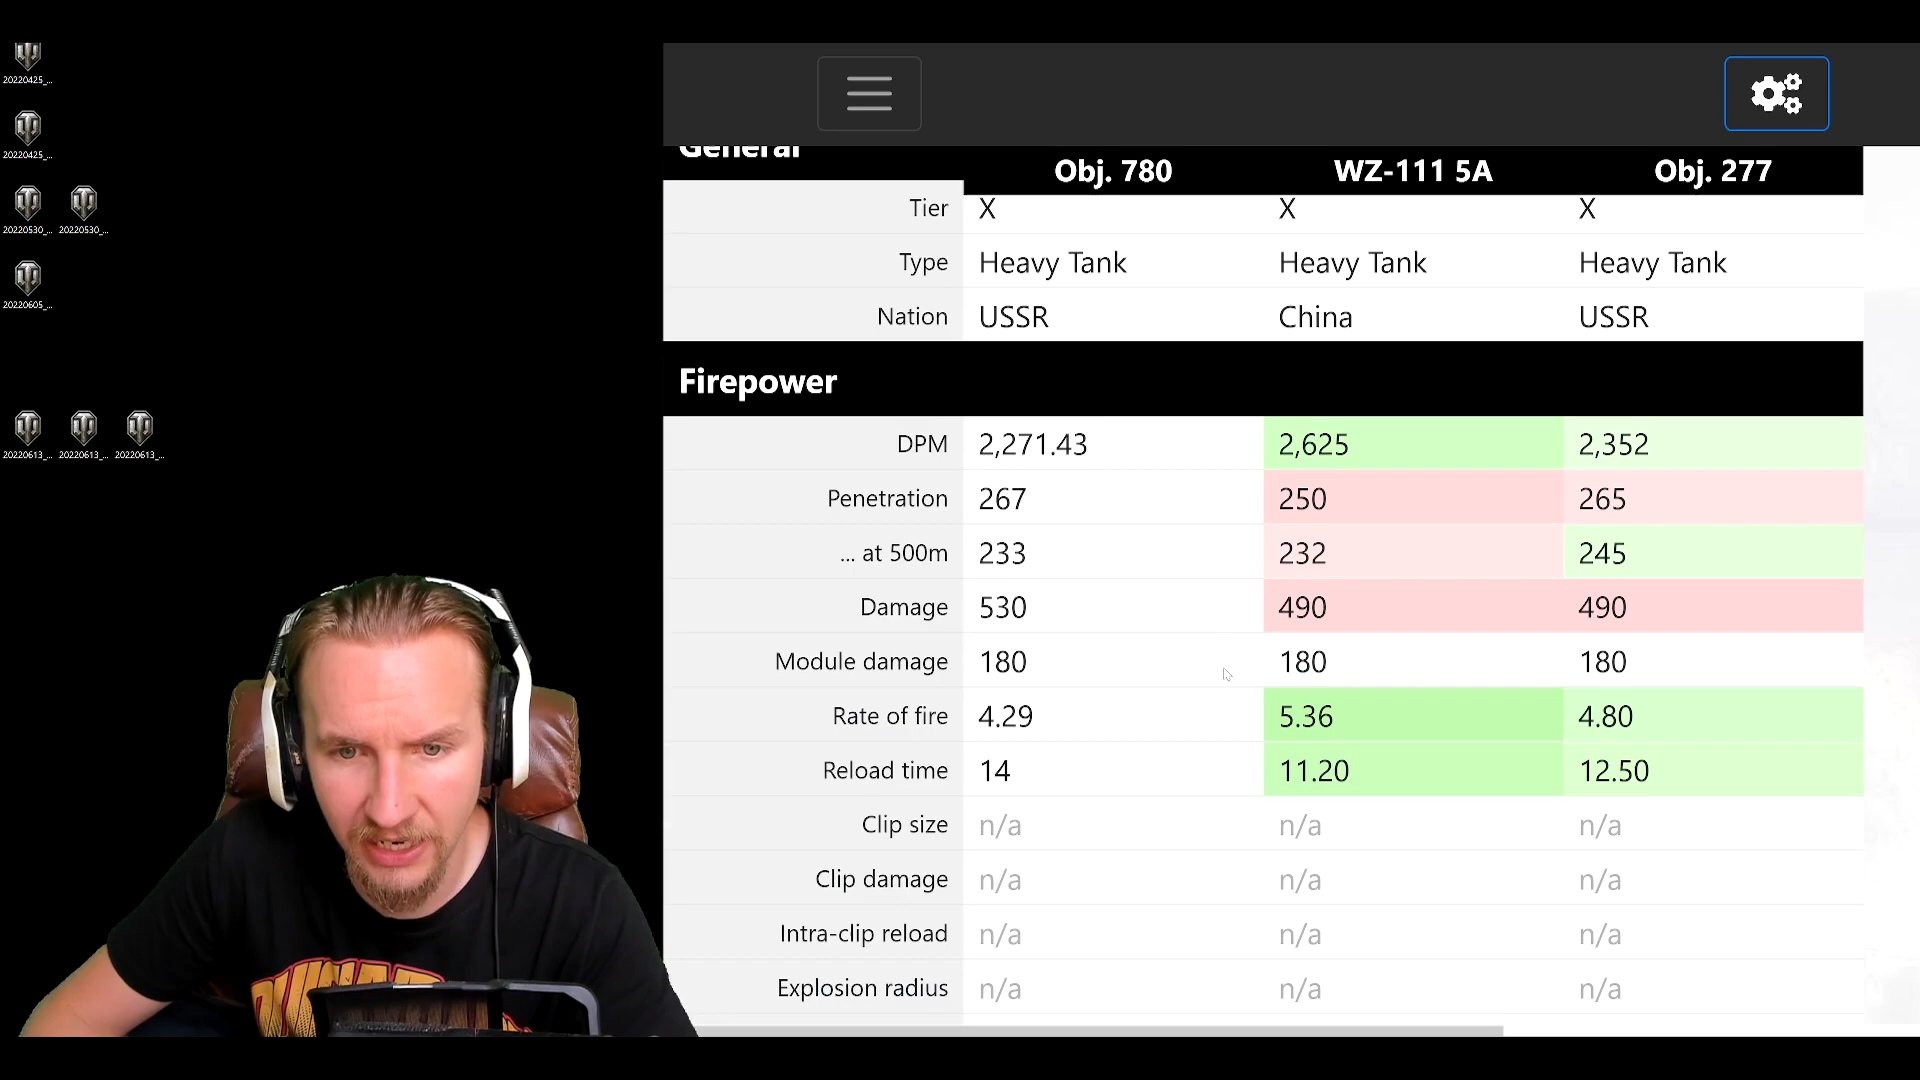 20220425_...
20220425_...
20220530_... 20220530_...
20220605_...
20220613_... 20220613_... 20220613_...
General
Obj. 780 WZ-111 5A Obj. 277
Tier X X X
Type Heavy Tank Heavy Tank Heavy Tank
Nation USSR China USSR
Firepower
DPM 2,271.43 2,625 2,352
Penetration 267 250 265
... at 500m 233 232 245
Damage 530 490 490
Module damage 180 180 180
Rate of fire 4.29 5.36 4.80
Reload time 14 11.20 12.50
Clip size n/a n/a n/a
Clip damage n/a n/a n/a
Intra-clip reload n/a n/a n/a
Explosion radius n/a n/a n/a